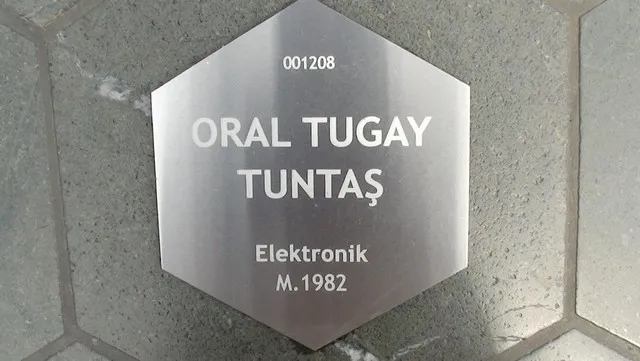 001208
ORAL TUGAY
TUNTAŞ
Elektronik
M.1982